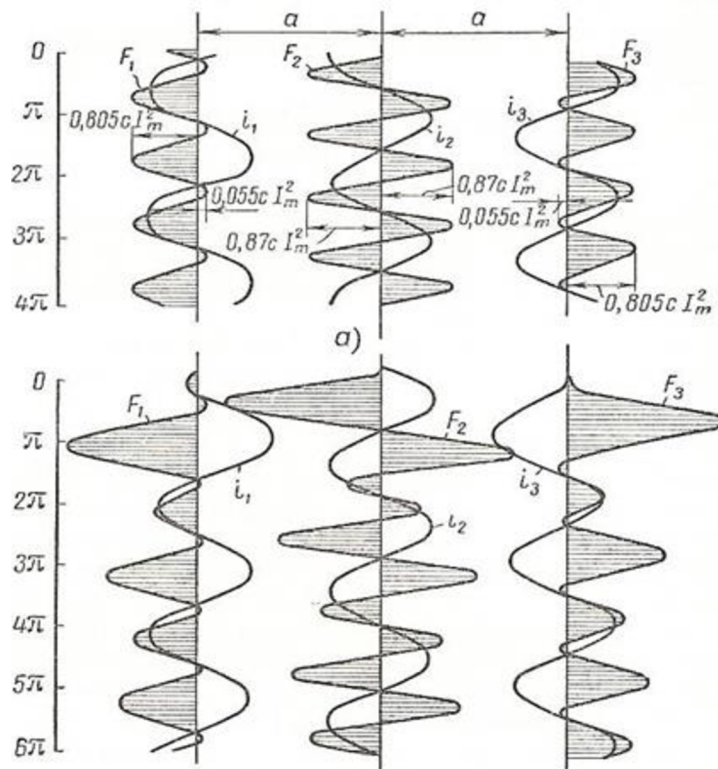 a a
0
F₁ F₂ F₃
π
0,805c I²ₘ i₁ i₂ i₃
2π
0,055c I²ₘ 0,87c I²ₘ
0,055c I²ₘ
3π
0,87c I²ₘ
4π
0,805c Iₘ
а)
0
F₁ F₂ F₃
π
i₁ i₃
2π
i₂
3π
4π
5π
6π